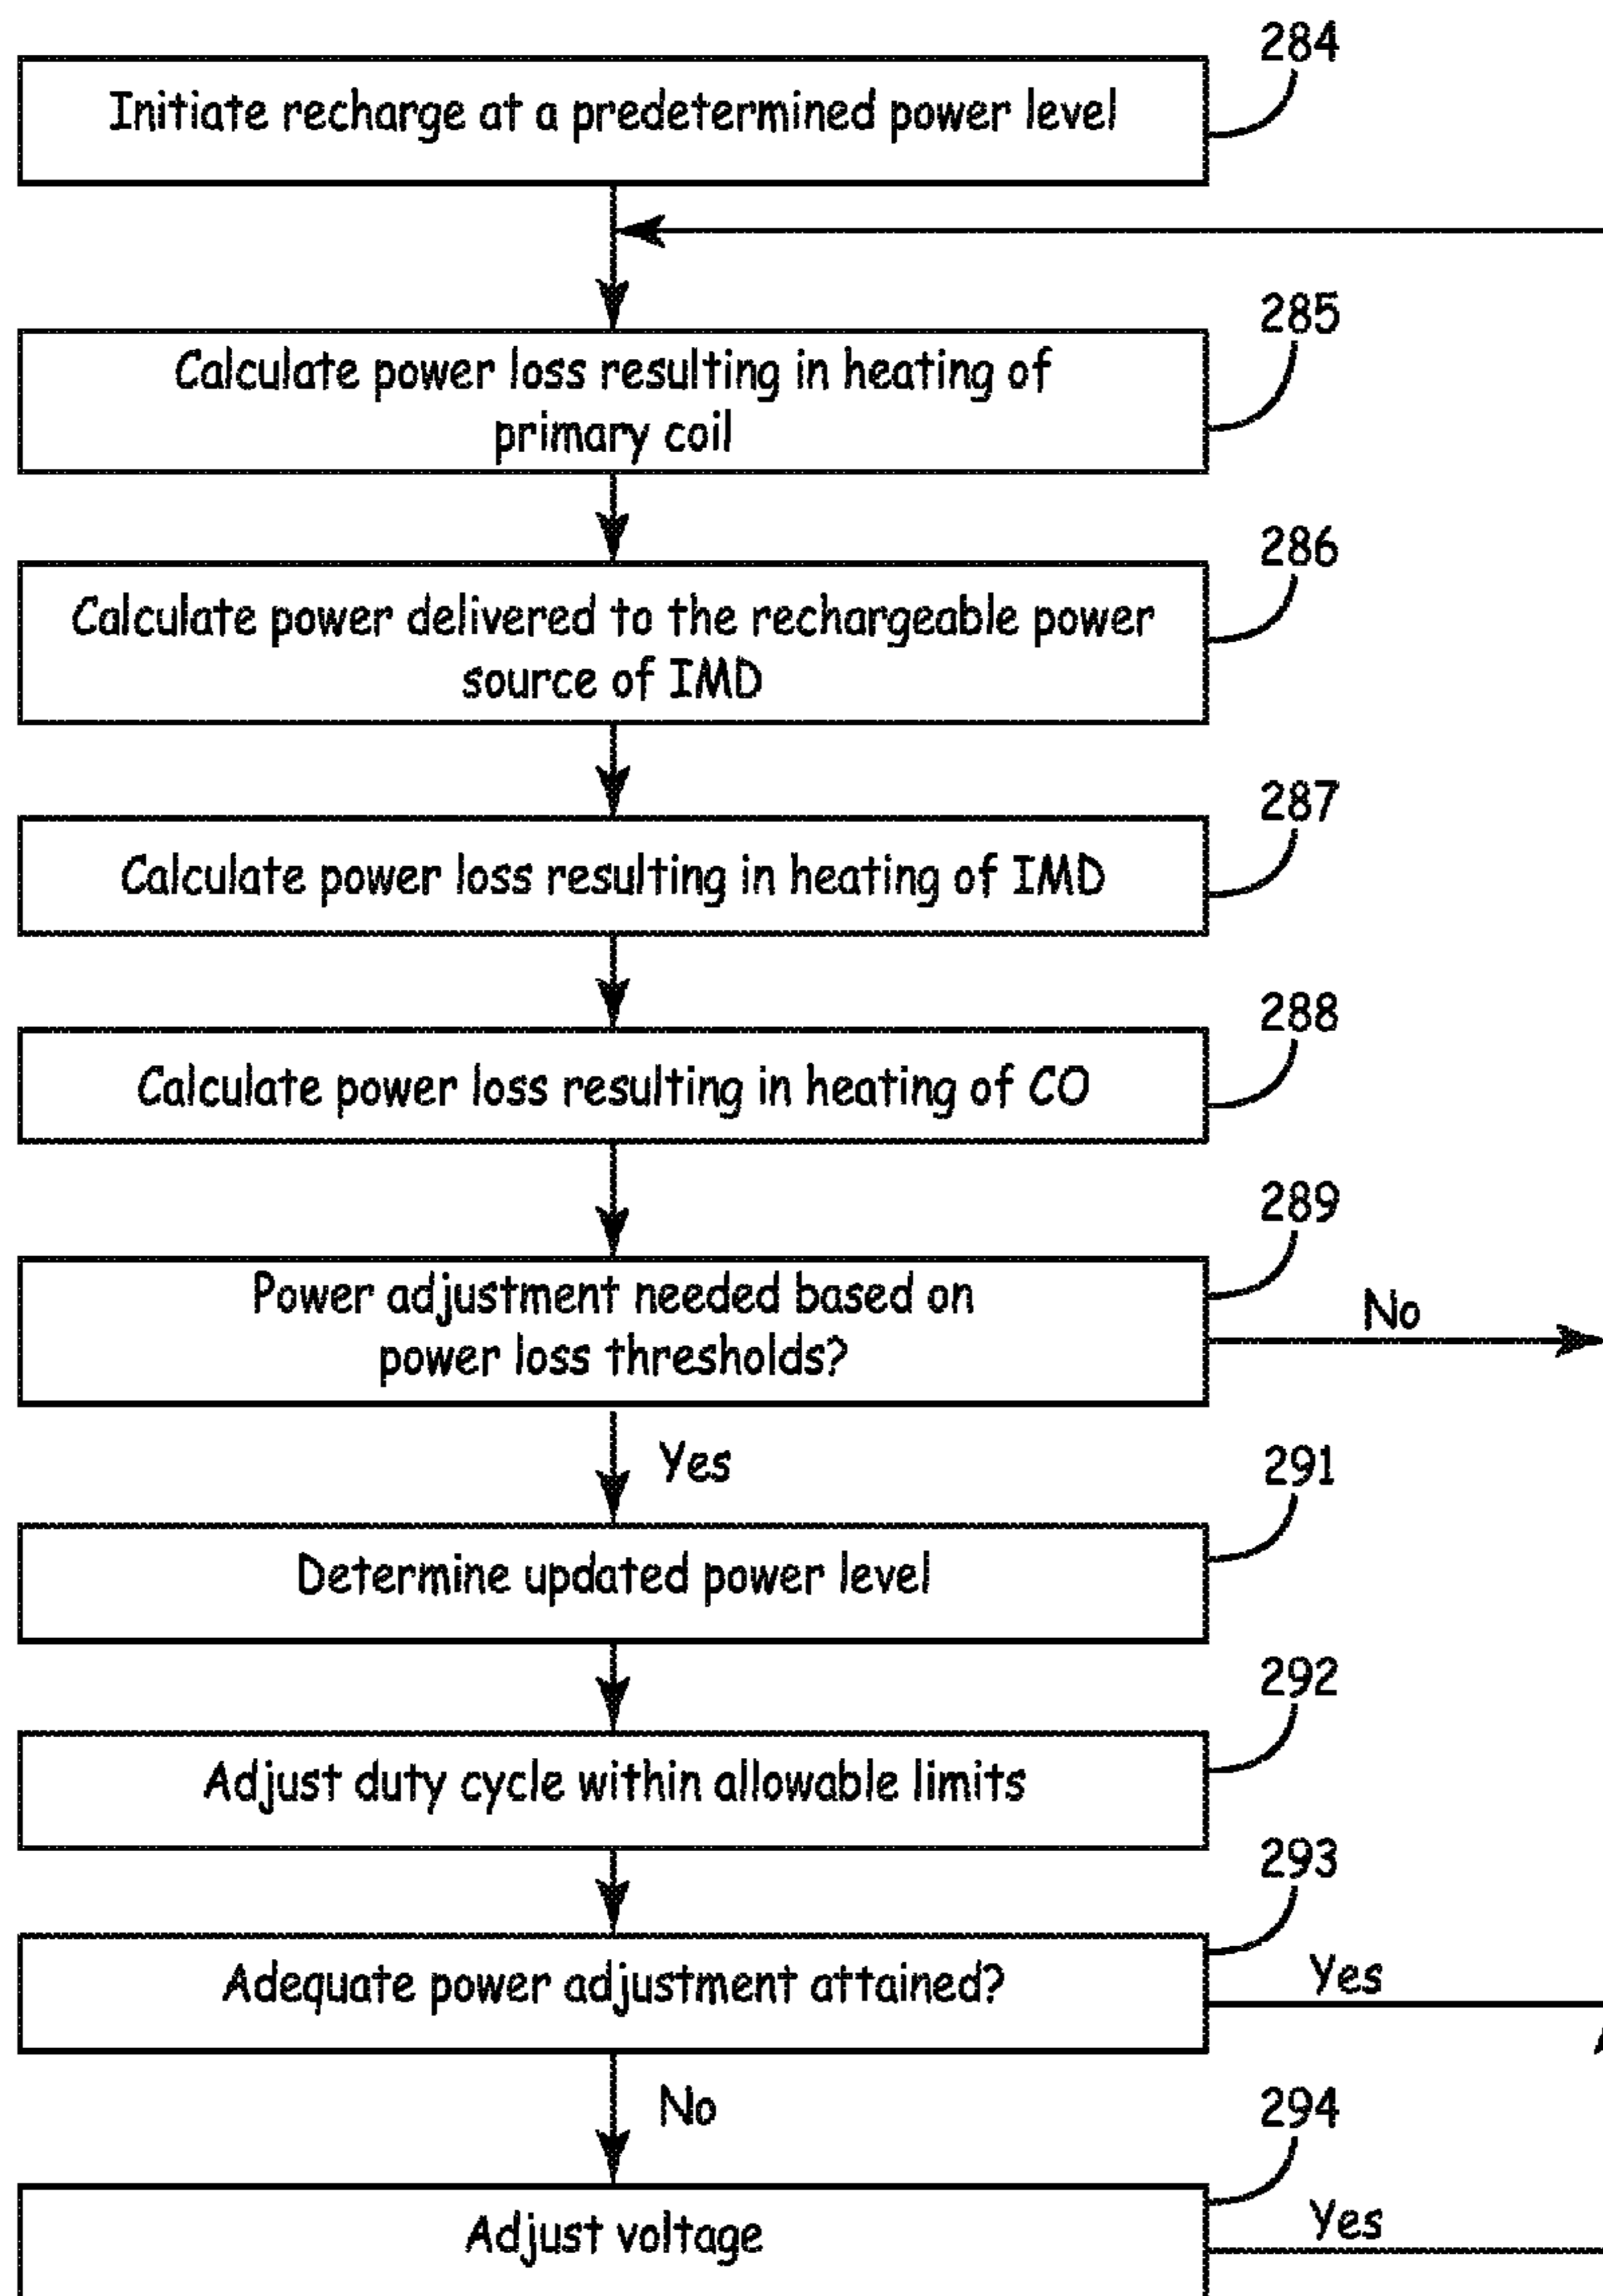 284
Initiate recharge at a predetermined power level
285
Calculate power loss resulting in heating of
primary coil
286
Calculate power delivered to the rechargeable power
source of IMD
287
Calculate power loss resulting in heating of IMD
288
Calculate power loss resulting in heating of CO
289
Power adjustment needed based on
power loss thresholds?
No
Yes
291
Determine updated power level
292
Adjust duty cycle within allowable limits
293
Adequate power adjustment attained?
Yes
No
294
Adjust voltage
Yes